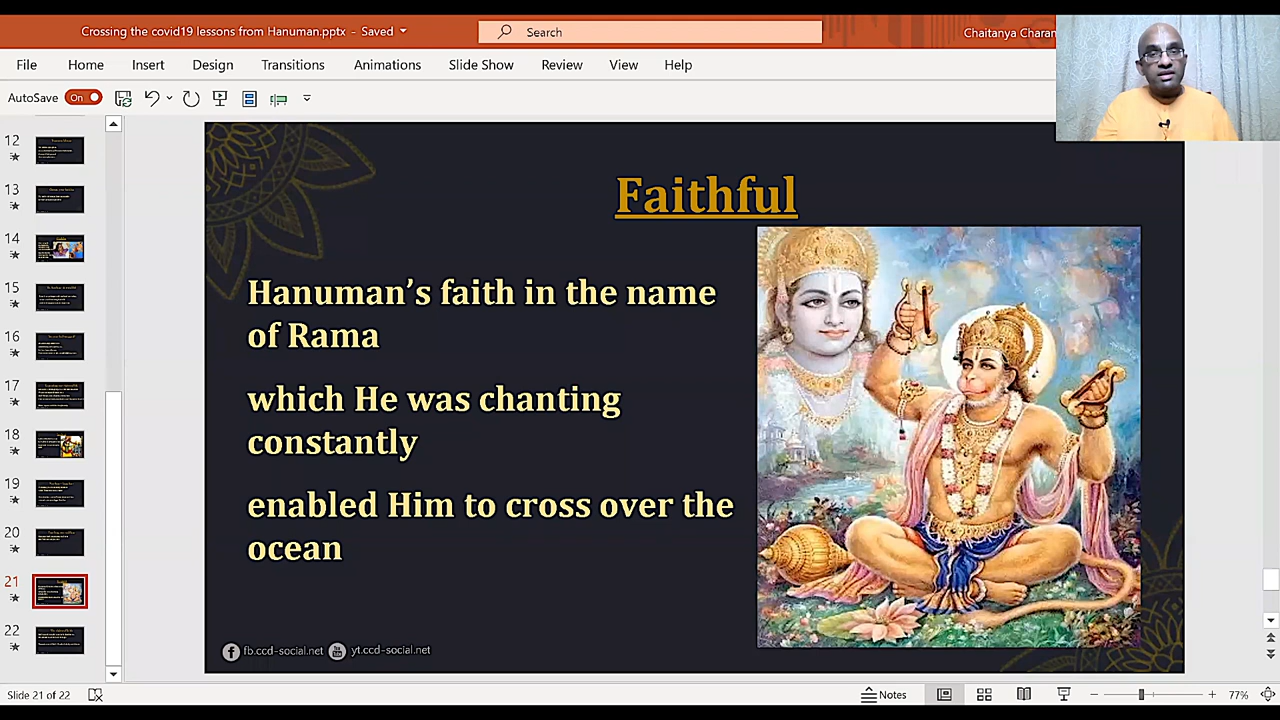 Crossing the covid19 lessons from Hanuman.pptx - Saved
Search
Chaitanya Charan
File Home Insert Design Transitions Animations Slide Show Review View Help
AutoSave On
12
13
14
15
16
17
18
19
20
21
22
Faithful
Hanuman’s faith in the name
of Rama
which He was chanting
constantly
enabled Him to cross over the
ocean
fb.ccd-social.net yt.ccd-social.net
Slide 21 of 22 Notes 77%